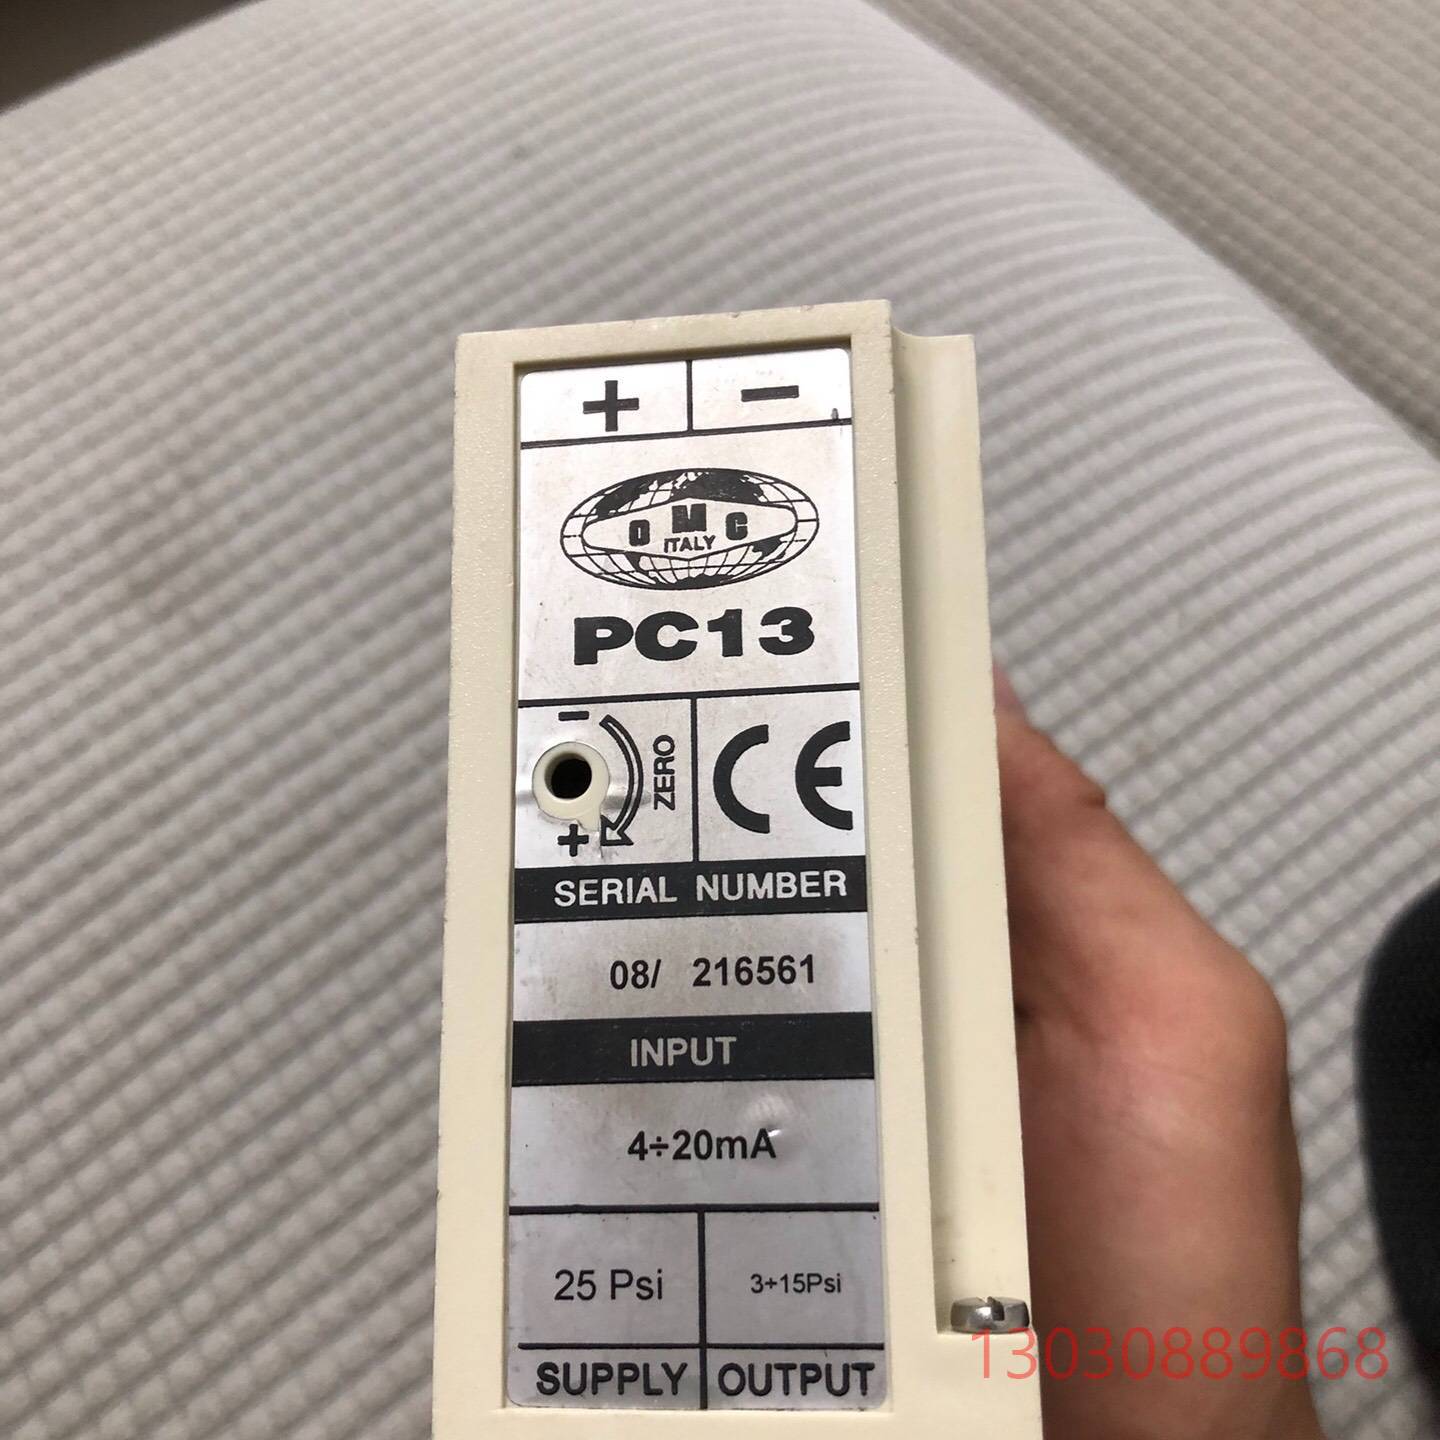 + −
OMC
ITALY
PC13
−
ZERO
+
CE
SERIAL NUMBER
08/ 216561
INPUT
4÷20mA
25 Psi 3÷15Psi
SUPPLY OUTPUT
13030889868